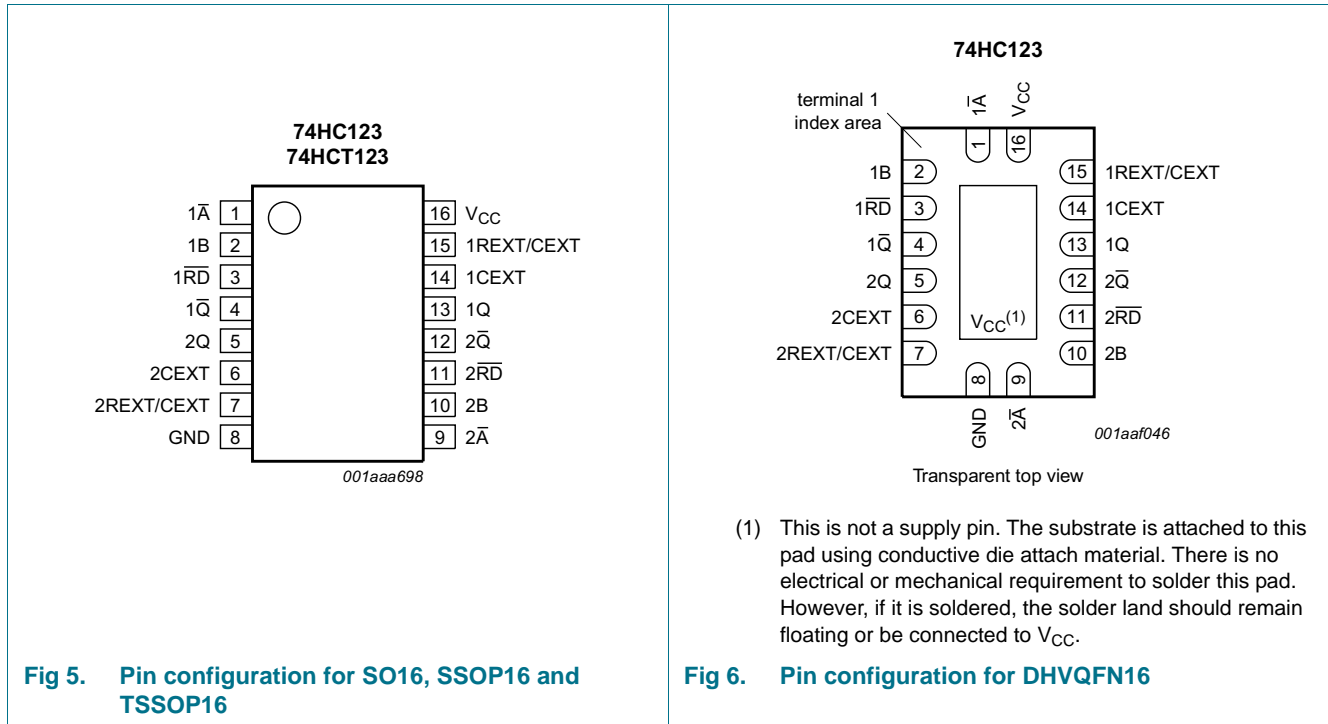 74HC123
74HCT123
1A̅ 1 16 VCC
1B 2 15 1REXT/CEXT
1R̅D̅ 3 14 1CEXT
1Q̅ 4 13 1Q
2Q 5 12 2Q̅
2CEXT 6 11 2R̅D̅
2REXT/CEXT 7 10 2B
GND 8 9 2A̅
001aaa698
Fig 5. Pin configuration for SO16, SSOP16 and
TSSOP16
74HC123
terminal 1
index area
1A̅ VCC
1 16
1B 2 15 1REXT/CEXT
1R̅D̅ 3 14 1CEXT
1Q̅ 4 13 1Q
2Q 5 12 2Q̅
2CEXT 6 VCC(1) 11 2R̅D̅
2REXT/CEXT 7 10 2B
8 9
GND 2A̅
001aaf046
Transparent top view
(1) This is not a supply pin. The substrate is attached to this
pad using conductive die attach material. There is no
electrical or mechanical requirement to solder this pad.
However, if it is soldered, the solder land should remain
floating or be connected to VCC.
Fig 6. Pin configuration for DHVQFN16